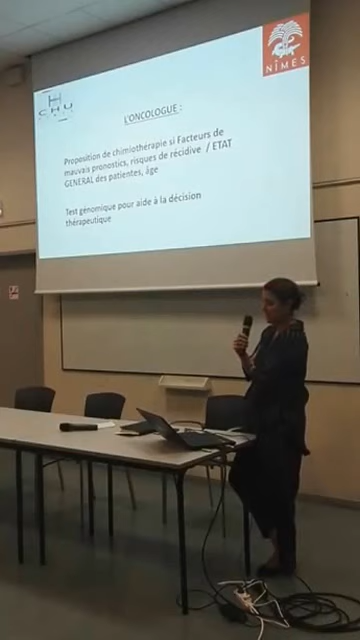 CHU
NÎMES
L'ONCOLOGUE :
Proposition de chimiotherapie si Facteurs de
mauvais pronostics, risques de récidive / ETAT
GENERAL des patientes, âge
Test génomique pour aide à la décision
thérapeutique